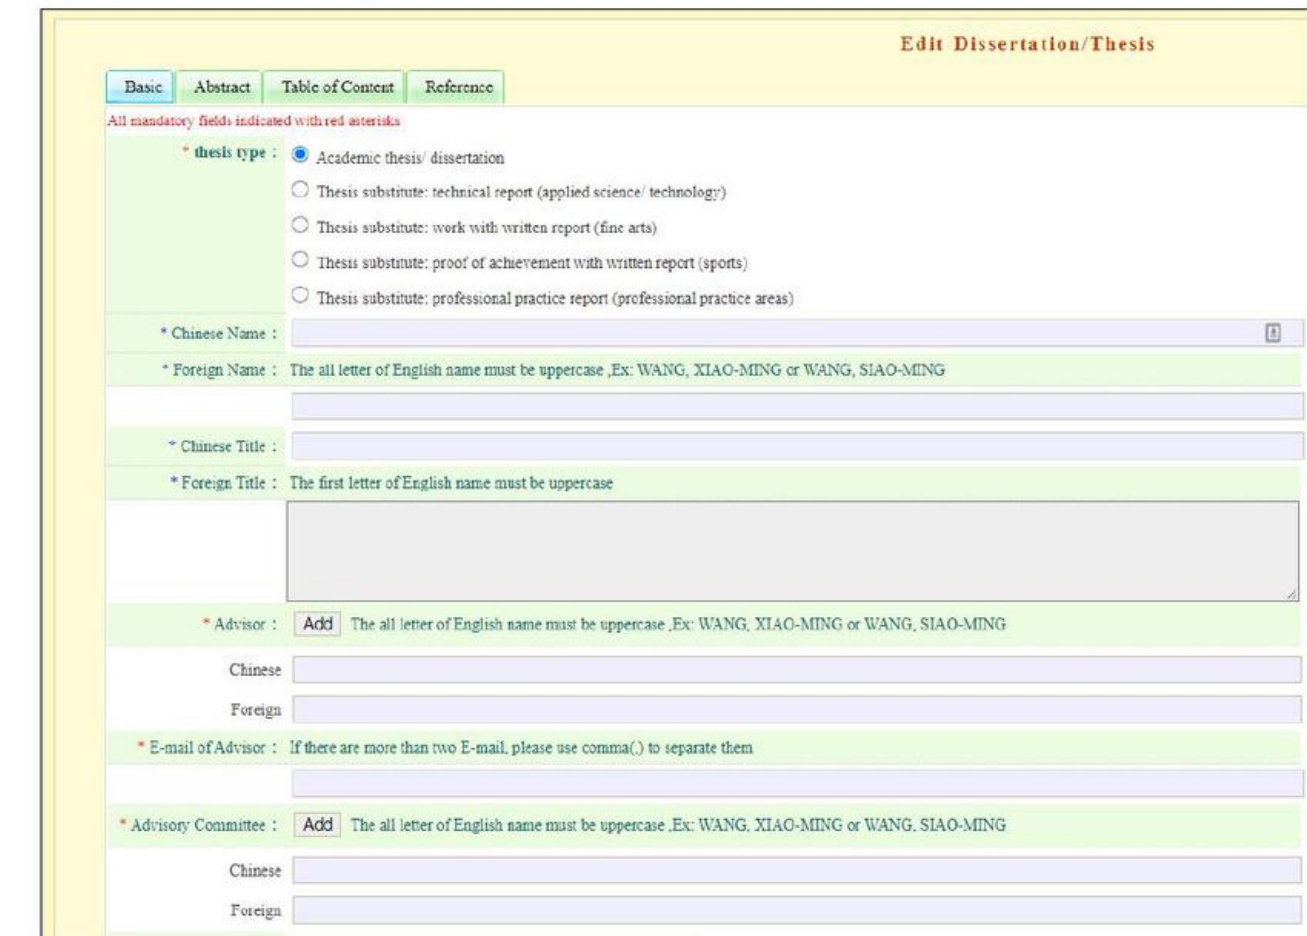 Edit Dissertation/Thesis
Basic Abstract Table of Content Reference
All mandatory fields indicated with red asterisks
* thesis type : Academic thesis/ dissertation
Thesis substitute: technical report (applied science/ technology)
Thesis substitute: work with written report (fine arts)
Thesis substitute: proof of achievement with written report (sports)
Thesis substitute: professional practice report (professional practice areas)
* Chinese Name :
* Foreign Name : The all letter of English name must be uppercase ,Ex: WANG, XIAO-MING or WANG, SIAO-MING
* Chinese Title :
* Foreign Title : The first letter of English name must be uppercase
* Advisor : Add The all letter of English name must be uppercase ,Ex: WANG, XIAO-MING or WANG, SIAO-MING
Chinese
Foreign
* E-mail of Advisor : If there are more than two E-mail, please use comma(,) to separate them
* Advisory Committee : Add The all letter of English name must be uppercase ,Ex: WANG, XIAO-MING or WANG, SIAO-MING
Chinese
Foreign